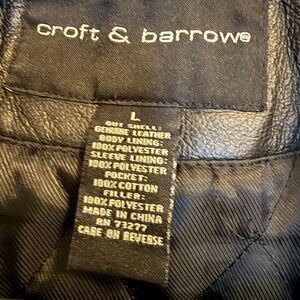 croft & barrow®
L
OUT SHELL:
GENUINE LEATHER
BODY LINING:
100%POLYESTER
SLEEVE LINING:
100%POLYESTER
POCKET:
100%COTTON
FILLER:
100%POLYESTER
MADE IN CHINA
RN 73277
CARE ON REVERSE